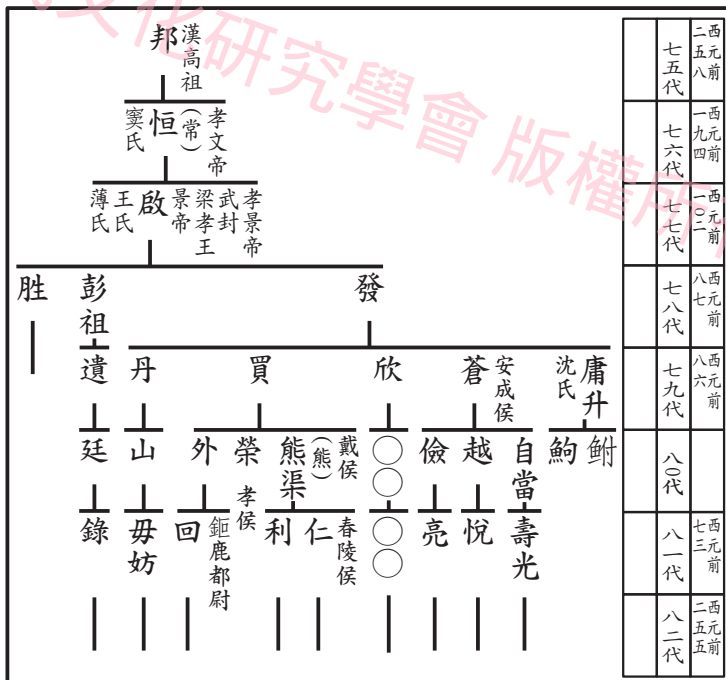 文化研究學會 版權所
西元前二五八
七五代
漢高祖
邦
西元前一九四
七六代
孝文帝
恒
(常)
竇氏
西元前一0二
七七代
孝景帝
武封
梁孝王
景帝
啟
王氏
薄氏
西元前八七
七八代
發
彭祖
胜
西元前八六
七九代
庸升
沈氏
安成侯
蒼
欣
買
丹
遺
八0代
鮒
鮈
自當
越
儉
○○
戴侯
熊渠
(熊)
榮
孝侯
外
山
廷
西元前七三
八一代
壽光
悅
亮
○○
舂陵侯
仁
利
鉅鹿都尉
回
毋妨
錄
西元前二五五
八二代